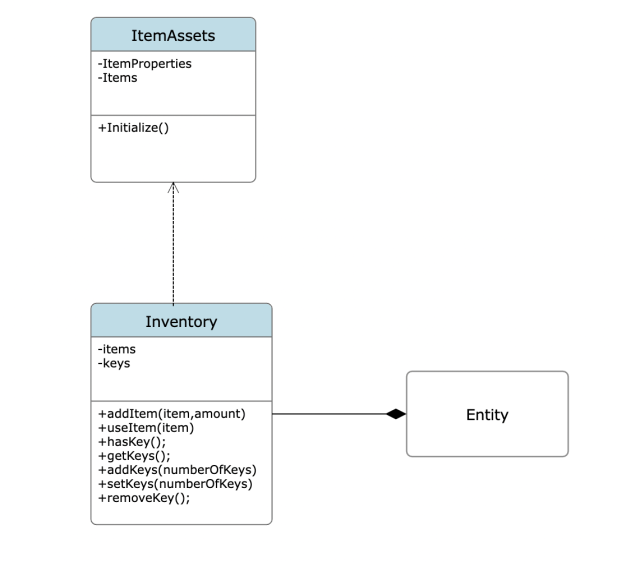 ItemAssets
-ItemProperties
-Items
+Initialize()
Inventory
-items
-keys
+addItem(item,amount)
+useItem(item)
+hasKey();
+getKeys();
+addKeys(numberOfKeys)
+setKeys(numberOfKeys)
+removeKey();
Entity